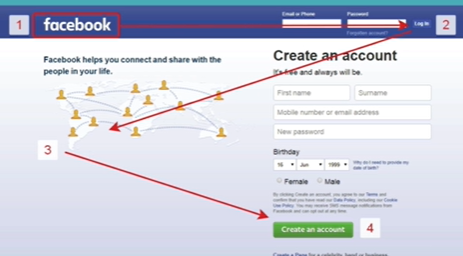 1
facebook
Email or Phone
Password
Log In
2
Forgotten account?
Facebook helps you connect and share with the
people in your life.
Create an account
It's free and always will be.
First name
Surname
Mobile number or email address
New password
Birthday
Jun
Why do I need to provide my
date of birth?
3
Female
Male
By clicking Create an account, you agree to our Terms and
confirm that you have read our Data Policy, including our Cookie
Use Policy. You may receive SMS message notifications from
Facebook and can opt out at any time.
Create an account
4
Create a Page for a celebrity, band or business.